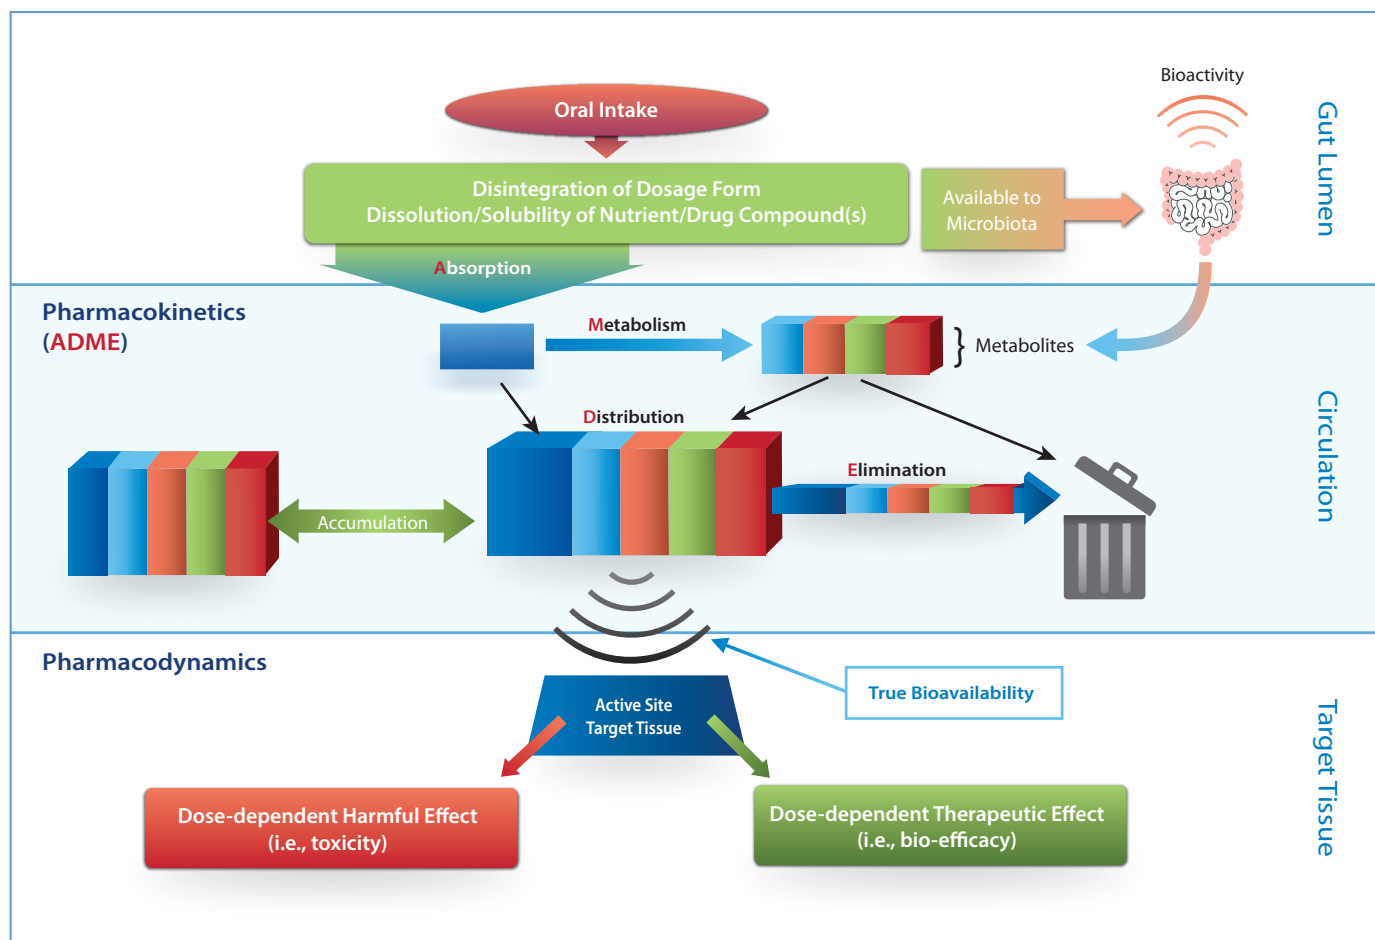 Bioactivity
Gut Lumen
Oral Intake
Disintegration of Dosage Form
Dissolution/Solubility of Nutrient/Drug Compound(s)
Available to
Microbiota
Absorption
Pharmacokinetics
(ADME)
Metabolism
} Metabolites
Circulation
Distribution
Elimination
Accumulation
Pharmacodynamics
True Bioavailability
Active Site
Target Tissue
Target Tissue
Dose-dependent Harmful Effect
(i.e., toxicity)
Dose-dependent Therapeutic Effect
(i.e., bio-efficacy)